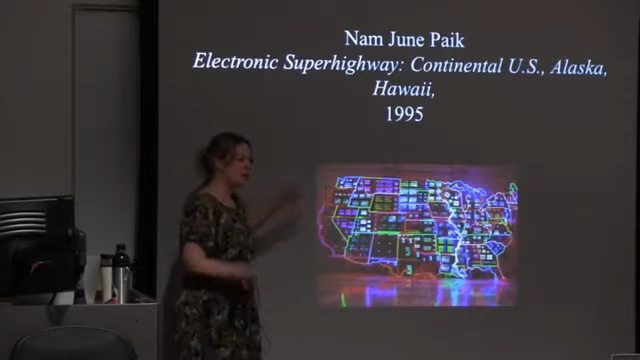 Nam June Paik
Electronic Superhighway: Continental U.S., Alaska,
Hawaii,
1995